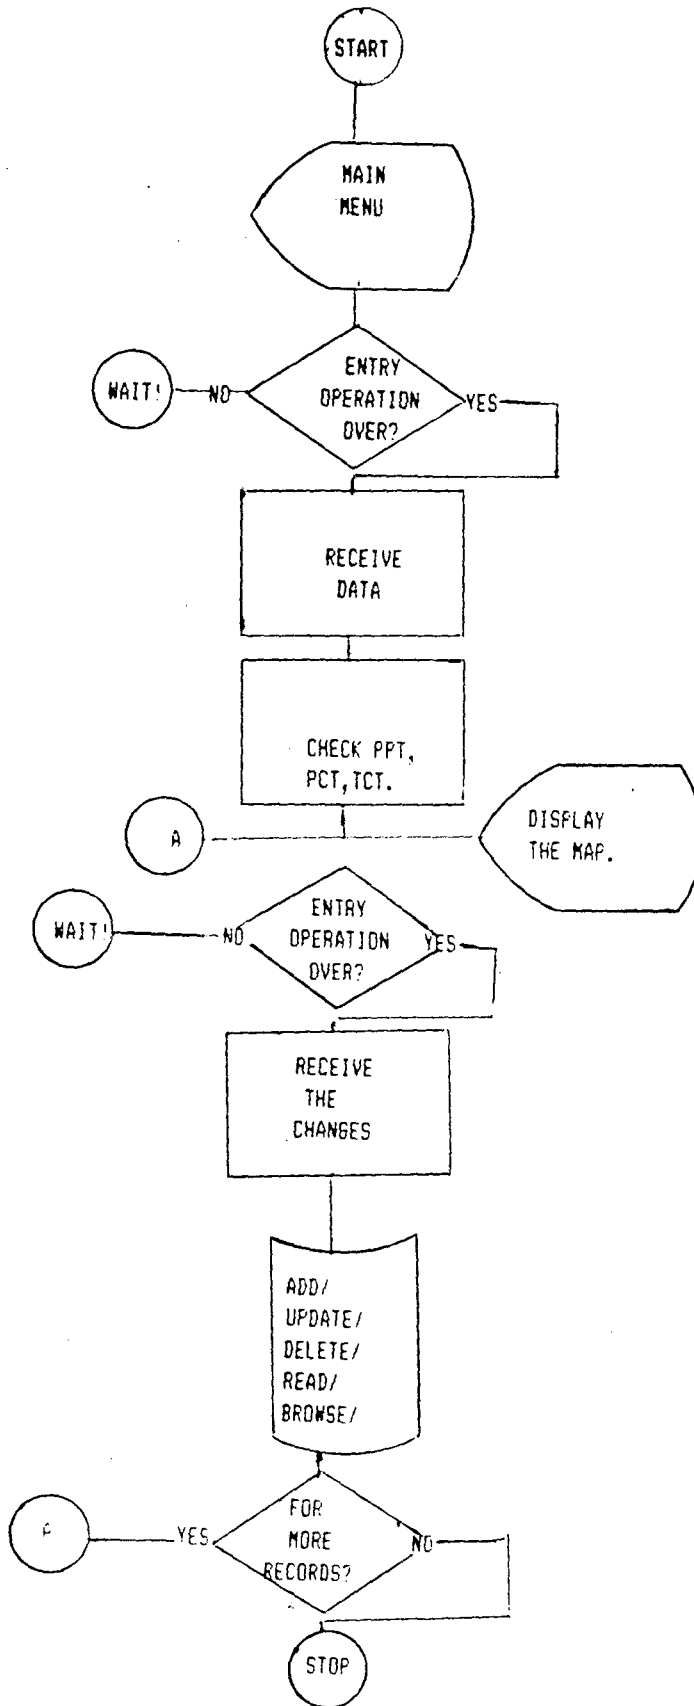 START
MAIN
MENU
ENTRY
OPERATION
OVER?
WAIT!
NO
YES
RECEIVE
DATA
CHECK PPT,
PCT,TCT.
A
DISPLAY
THE MAP.
ENTRY
OPERATION
OVER?
WAIT!
NO
YES
RECEIVE
THE
CHANGES
ADD/
UPDATE/
DELETE/
READ/
BROWSE/
FOR
MORE
RECORDS?
YES
NO
STOP